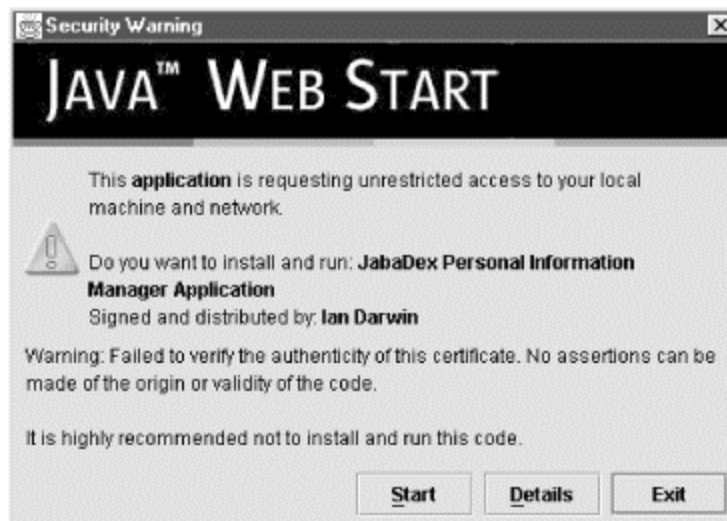 Security Warning
JAVA™ WEB START
This application is requesting unrestricted access to your local
machine and network.
Do you want to install and run: JabaDex Personal Information
Manager Application
Signed and distributed by: Ian Darwin
Warning: Failed to verify the authenticity of this certificate. No assertions can be
made of the origin or validity of the code.
It is highly recommended not to install and run this code.
Start Details Exit